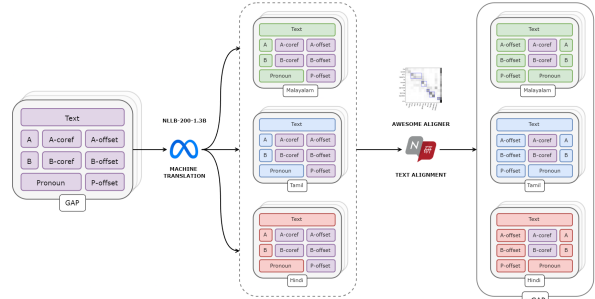 Text
A A-coref A-offset
B B-coref B-offset
Pronoun P-offset
GAP
NLLB-200-1.3B
MACHINE
TRANSLATION
Text
A A-coref A-offset
B B-coref B-offset
Pronoun P-offset
Malayalam
Text
A A-coref A-offset
B B-coref B-offset
Pronoun P-offset
Tamil
Text
A A-coref A-offset
B B-coref B-offset
Pronoun P-offset
Hindi
AWESOME ALIGNER
TEXT ALIGNMENT
Text
A-offset A-coref A
B-offset B-coref B
P-offset Pronoun
Malayalam
Text
A-offset A-coref A
B-offset B-coref B
P-offset Pronoun
Tamil
Text
A-offset A-coref A
B-offset B-coref B
P-offset Pronoun
Hindi